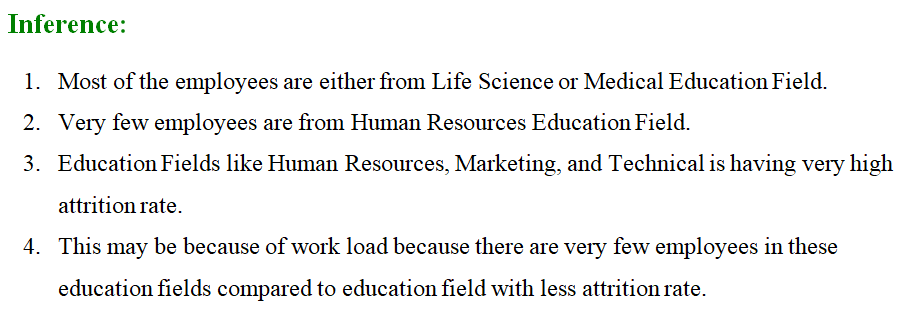 Inference:
1. Most of the employees are either from Life Science or Medical Education Field.
2. Very few employees are from Human Resources Education Field.
3. Education Fields like Human Resources, Marketing, and Technical is having very high
attrition rate.
4. This may be because of work load because there are very few employees in these
education fields compared to education field with less attrition rate.